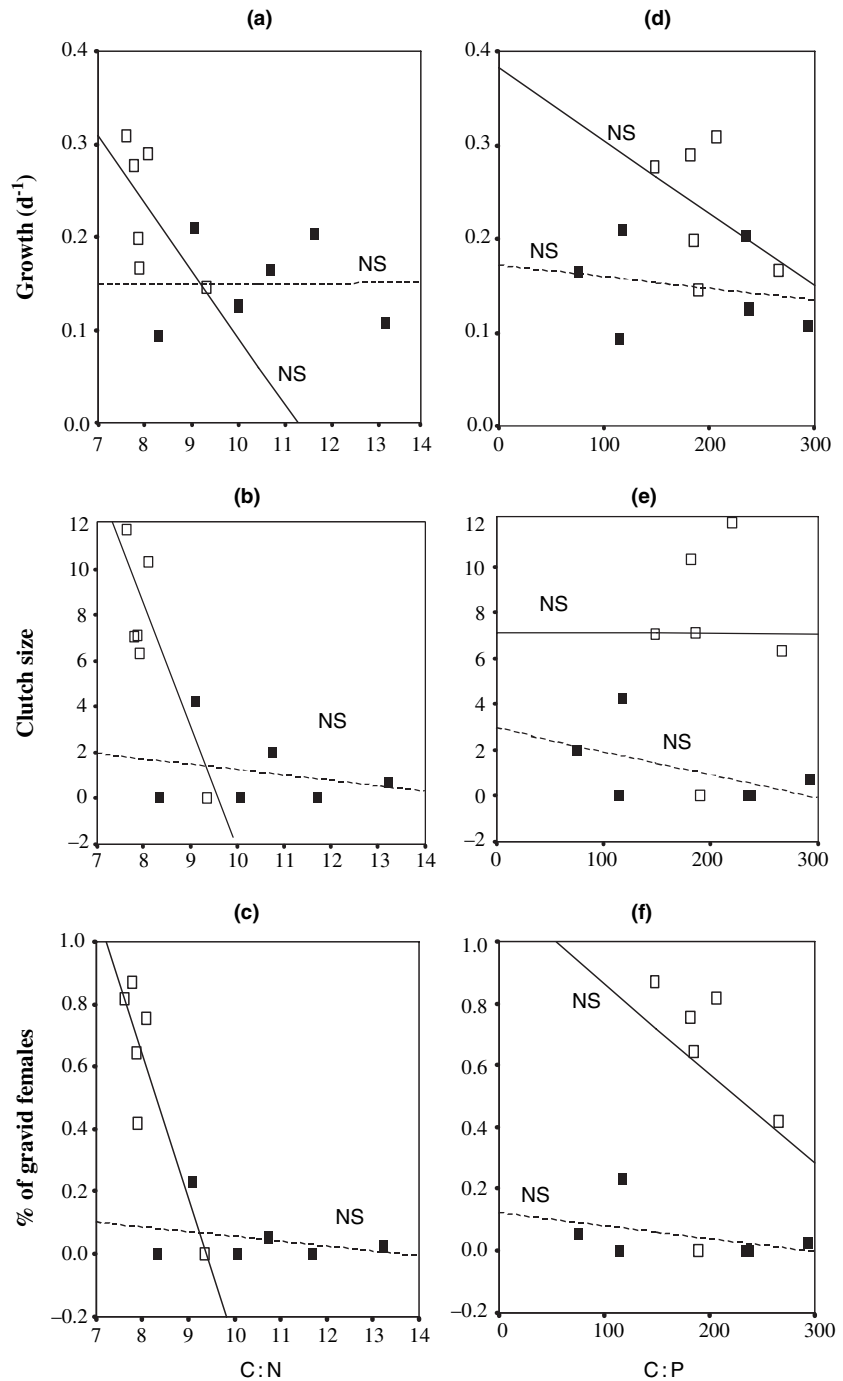 (a)
Growth (d⁻¹)
0.4
0.3
0.2
0.1
0.0
NS
NS
7 8 9 10 11 12 13 14
(d)
0.4
0.3
0.2
0.1
0.0
NS
NS
0 100 200 300
(b)
Clutch size
12
10
8
6
4
2
0
−2
NS
7 8 9 10 11 12 13 14
(e)
12
10
8
6
4
2
0
−2
NS
NS
0 100 200 300
(c)
% of gravid females
1.0
0.8
0.6
0.4
0.2
0.0
−0.2
NS
7 8 9 10 11 12 13 14
C:N
(f)
1.0
0.8
0.6
0.4
0.2
0.0
−0.2
NS
NS
0 100 200 300
C:P